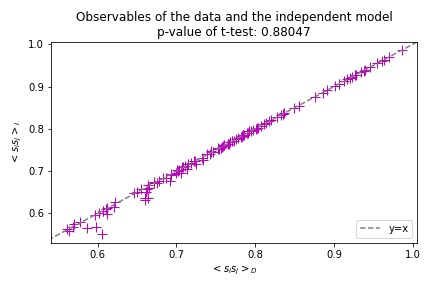 Observables of the data and the independent model
p-value of t-test: 0.88047
1.0
0.9
0.8
0.7
0.6
< s_i s_j >_I
y=x
0.6
0.7
0.8
0.9
1.0
< s_i s_j >_D